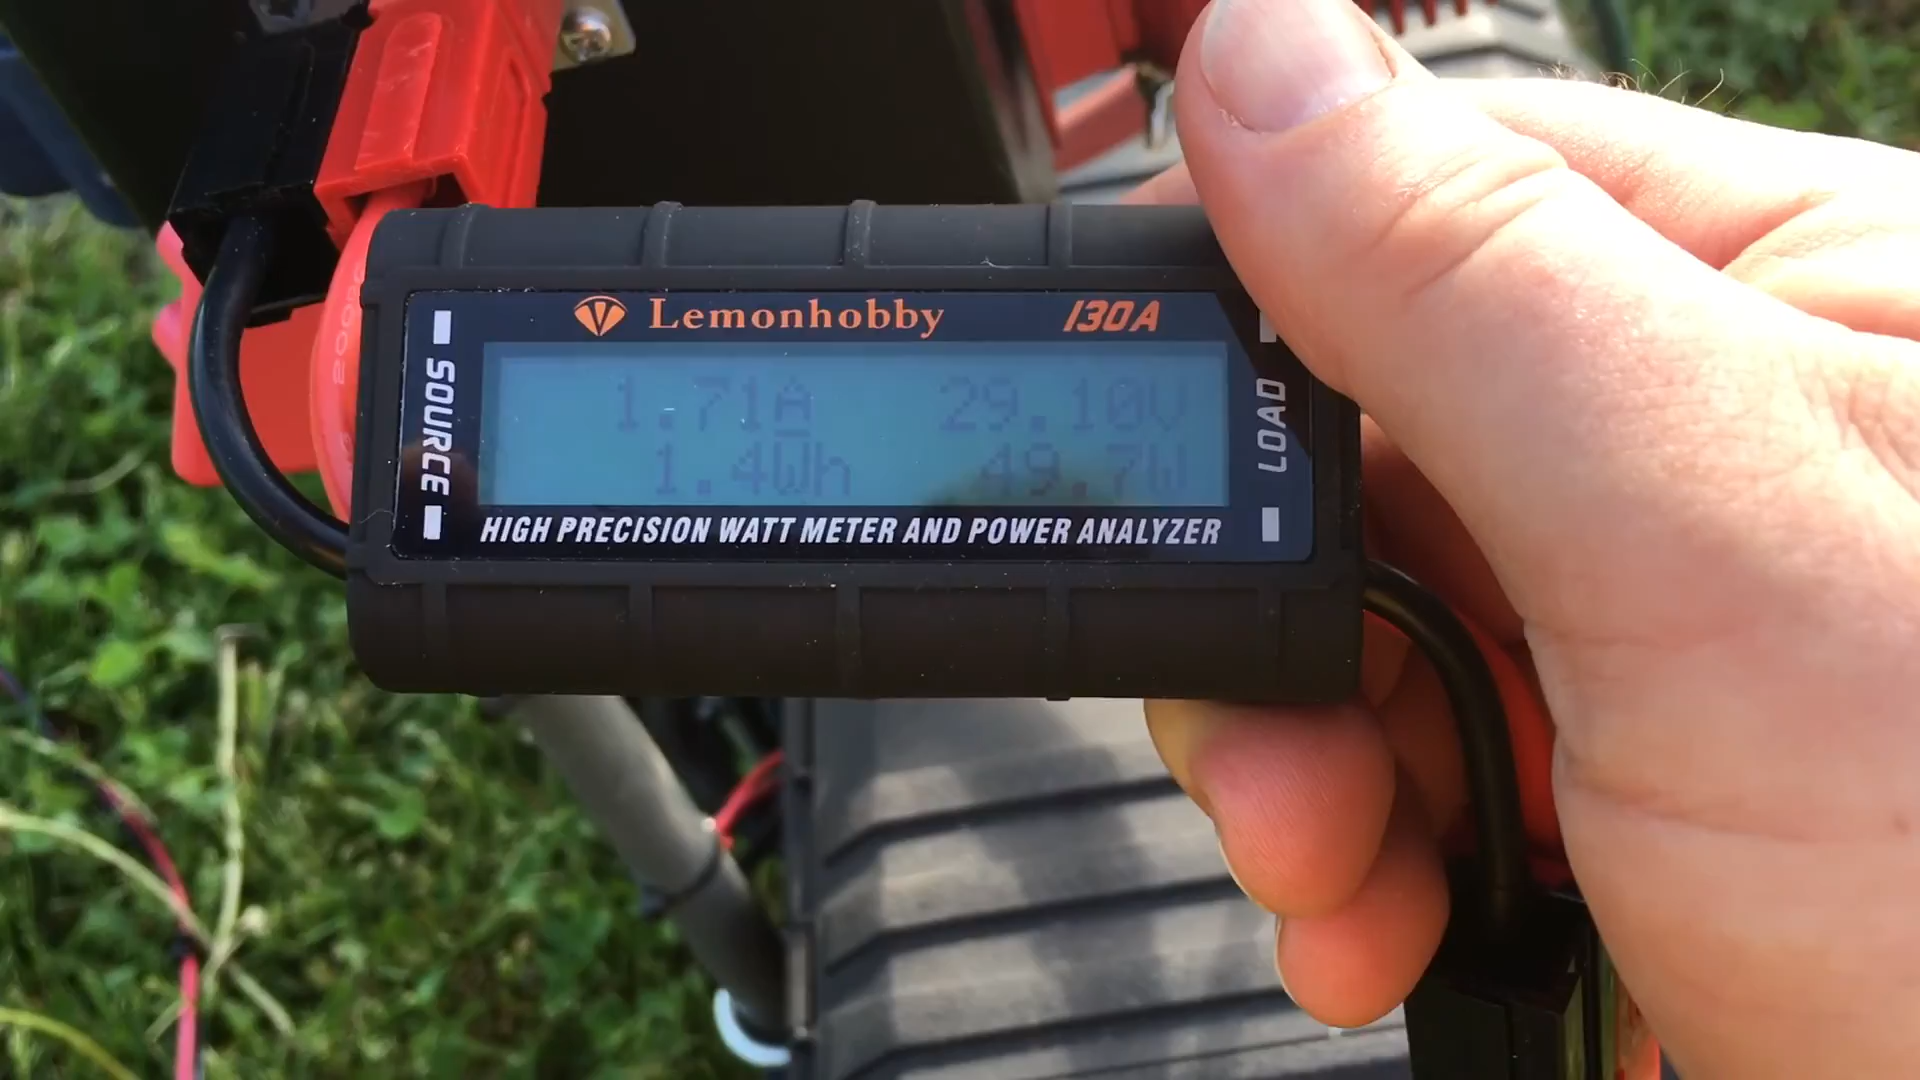 Lemonhobby 130A
SOURCE
1.71A 29.10V
1.4Wh 49.7W
LOAD
HIGH PRECISION WATT METER AND POWER ANALYZER
200